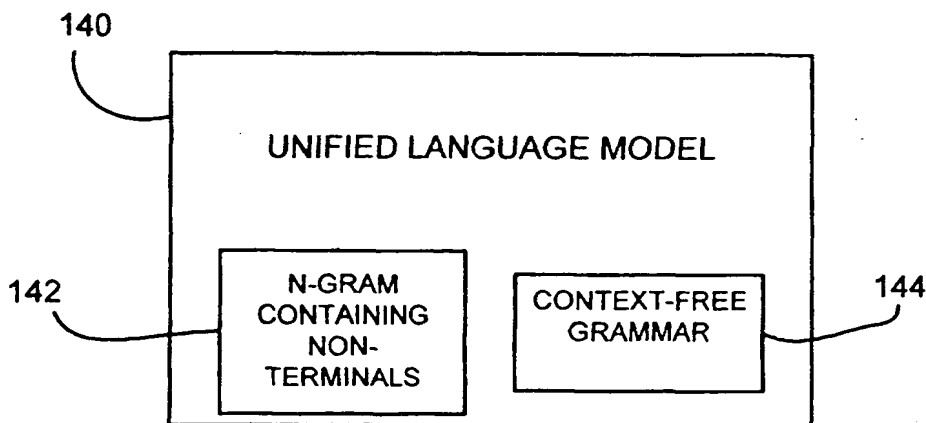 140
UNIFIED LANGUAGE MODEL
142
N-GRAM
CONTAINING
NON-
TERMINALS
CONTEXT-FREE
GRAMMAR
144